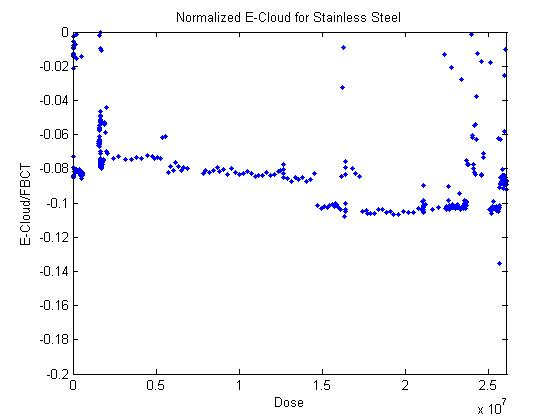 Normalized E-Cloud for Stainless Steel
0
-0.02
-0.04
-0.06
-0.08
-0.1
-0.12
-0.14
-0.16
-0.18
-0.2
E-Cloud/FBCT
0 0.5 1 1.5 2 2.5
Dose
x 10^7